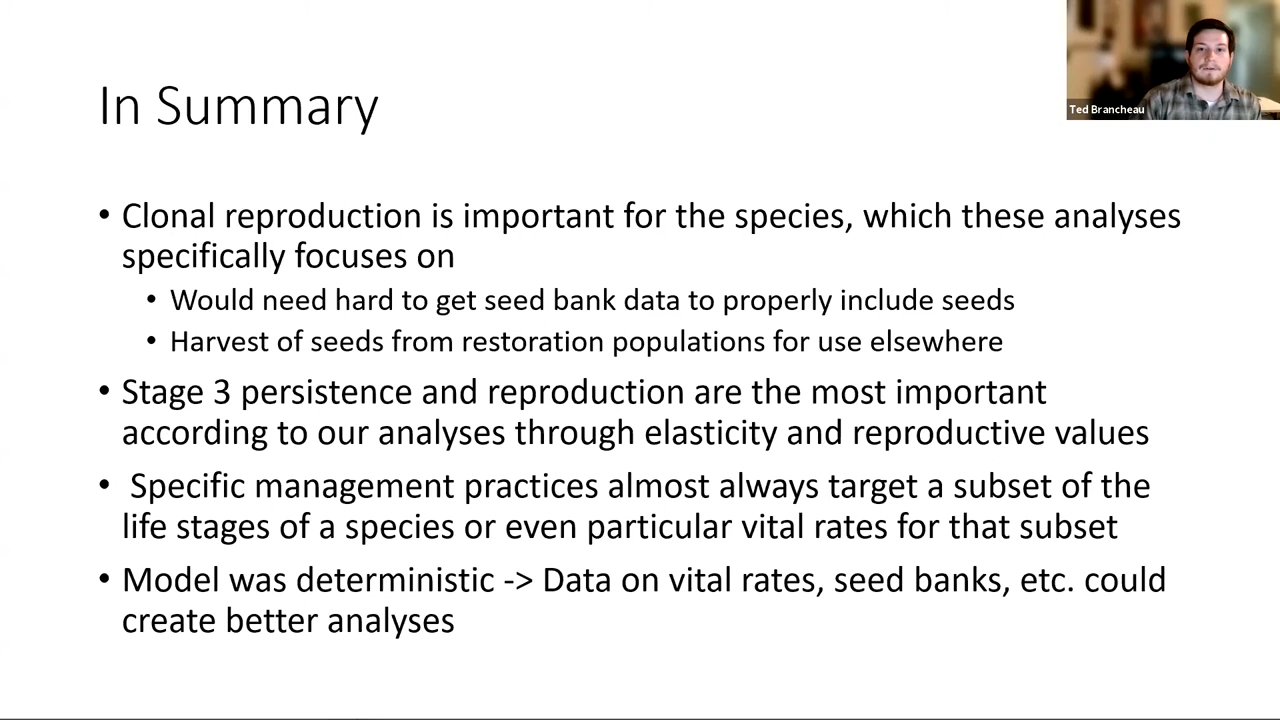 Ted Brancheau
In Summary
• Clonal reproduction is important for the species, which these analyses
specifically focuses on
• Would need hard to get seed bank data to properly include seeds
• Harvest of seeds from restoration populations for use elsewhere
• Stage 3 persistence and reproduction are the most important
according to our analyses through elasticity and reproductive values
• Specific management practices almost always target a subset of the
life stages of a species or even particular vital rates for that subset
• Model was deterministic -> Data on vital rates, seed banks, etc. could
create better analyses